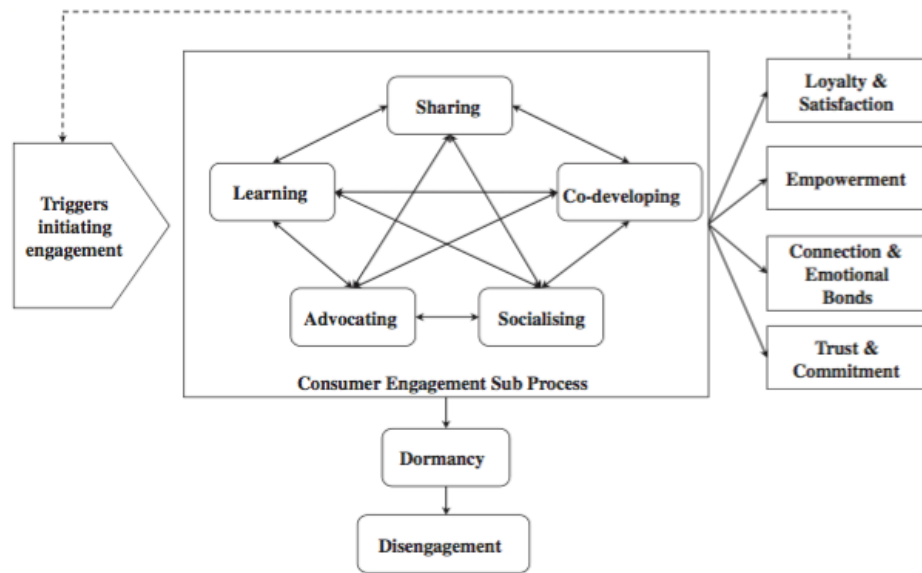 Sharing
Loyalty &
Satisfaction
Triggers
initiating
engagement
Learning
Co-developing
Empowerment
Advocating
Socialising
Connection &
Emotional
Bonds
Trust &
Commitment
Consumer Engagement Sub Process
Dormancy
Disengagement